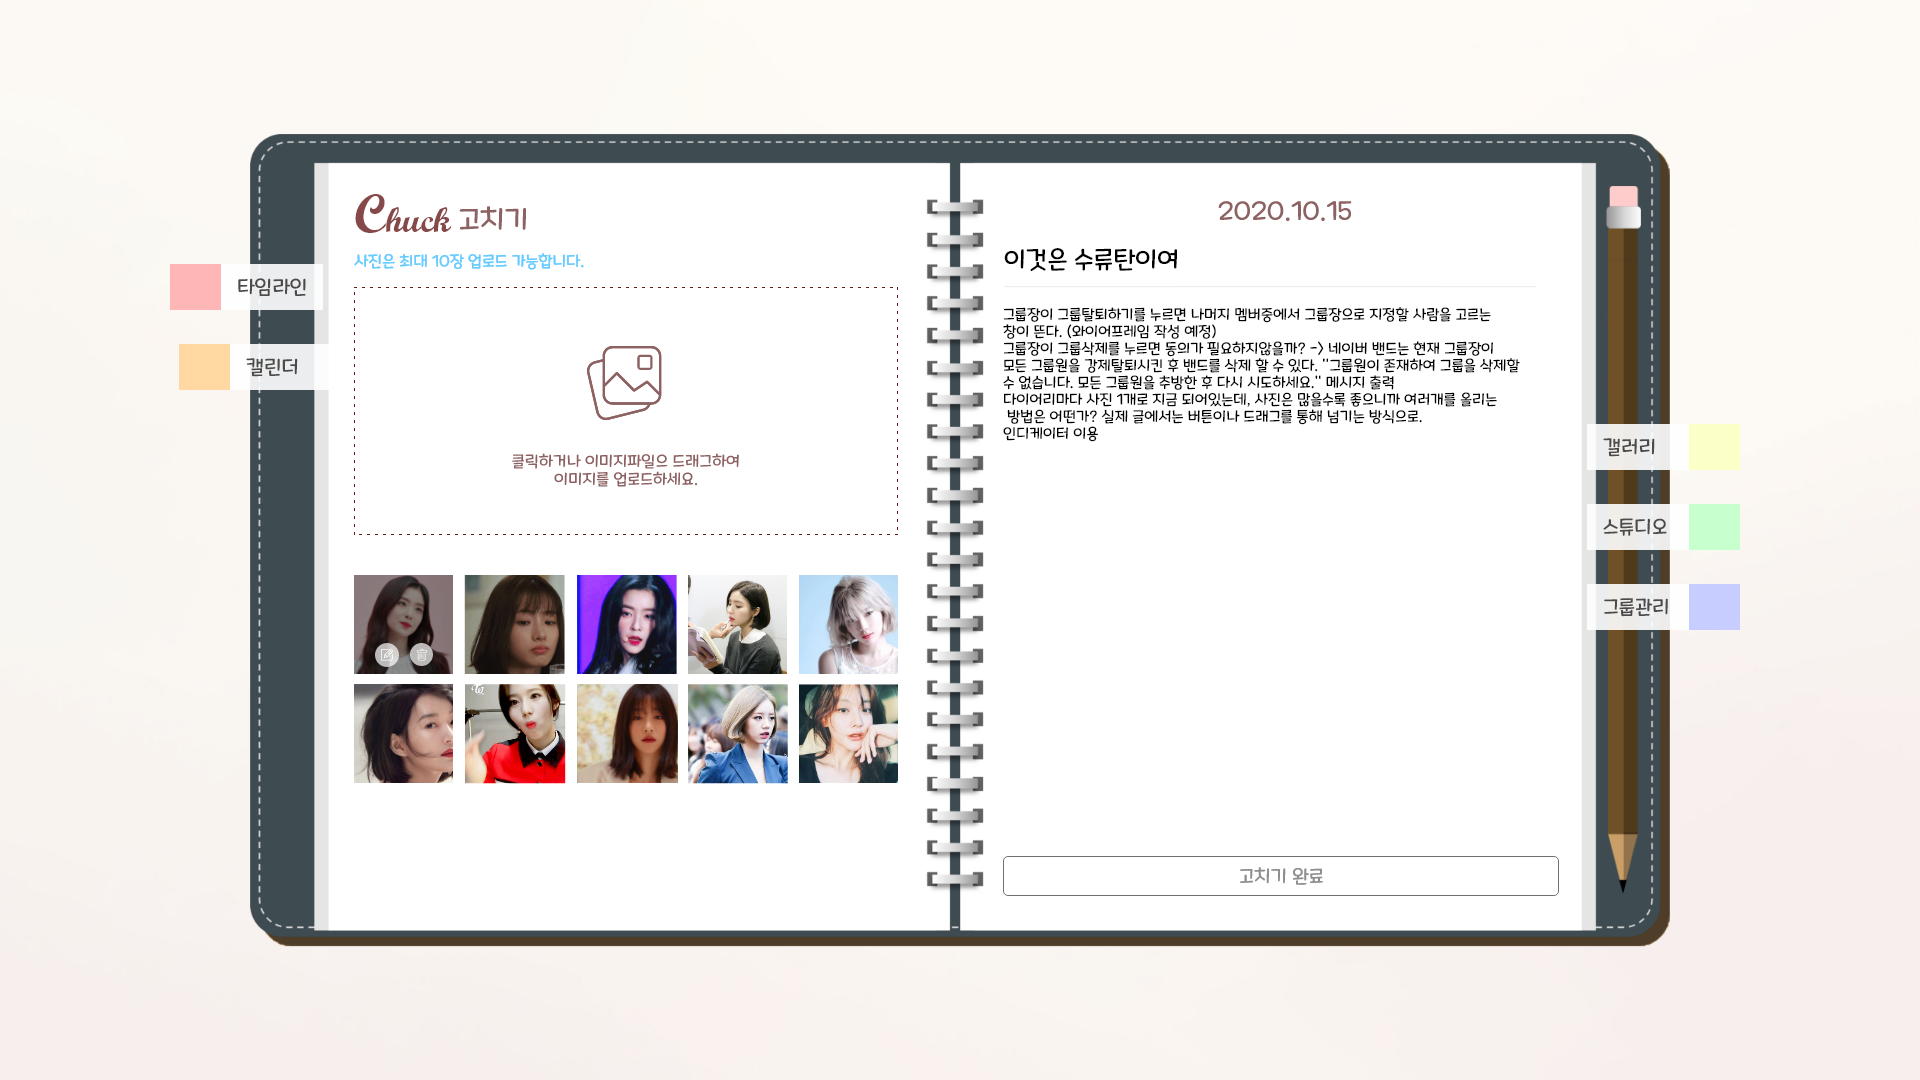 Chuck 고치기
사진은 최대 10장 업로드 가능합니다.
타임라인
캘린더
클릭하거나 이미지파일으 드래그하여
이미지를 업로드하세요.
2020.10.15
이것은 수류탄이여
그룹장이 그룹탈퇴하기를 누르면 나머지 멤버중에서 그룹장으로 지정할 사람을 고르는
창이 뜬다. (와이어프레임 작성 예정)
그룹장이 그룹삭제를 누르면 동의가 필요하지않을까? -> 네이버 밴드는 현재 그룹장이
모든 그룹원을 강제탈퇴시킨 후 밴드를 삭제 할 수 있다. "그룹원이 존재하여 그룹을 삭제할
수 없습니다. 모든 그룹원을 추방한 후 다시 시도하세요." 메시지 출력
다이어리마다 사진 1개로 지금 되어있는데, 사진은 많을수록 좋으니까 여러개를 올리는
방법은 어떤가? 실제 글에서는 버튼이나 드래그를 통해 넘기는 방식으로.
인디케이터 이용
고치기 완료
갤러리
스튜디오
그룹관리